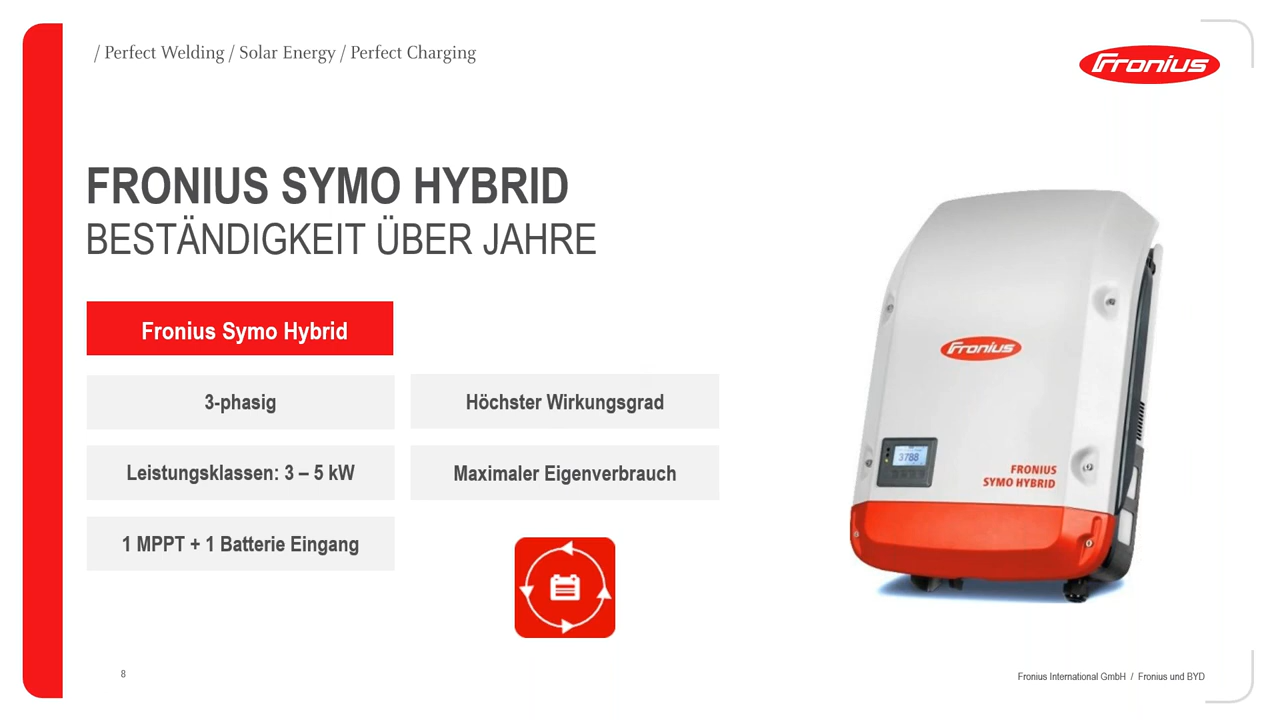 / Perfect Welding / Solar Energy / Perfect Charging
Fronius
FRONIUS SYMO HYBRID
BESTÄNDIGKEIT ÜBER JAHRE
Fronius Symo Hybrid
3-phasig
Höchster Wirkungsgrad
Leistungsklassen: 3 – 5 kW
Maximaler Eigenverbrauch
1 MPPT + 1 Batterie Eingang
Fronius
3788
FRONIUS
SYMO HYBRID
8
Fronius International GmbH / Fronius und BYD